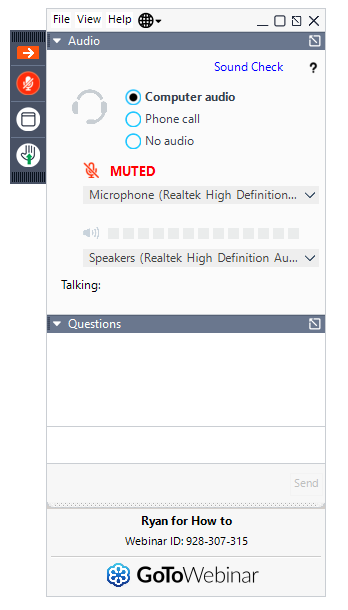 File View Help
Audio
Sound Check ?
Computer audio
Phone call
No audio
MUTED
Microphone (Realtek High Definition...
Speakers (Realtek High Definition Au...
Talking:
Questions
Send
Ryan for How to
Webinar ID: 928-307-315
GoToWebinar